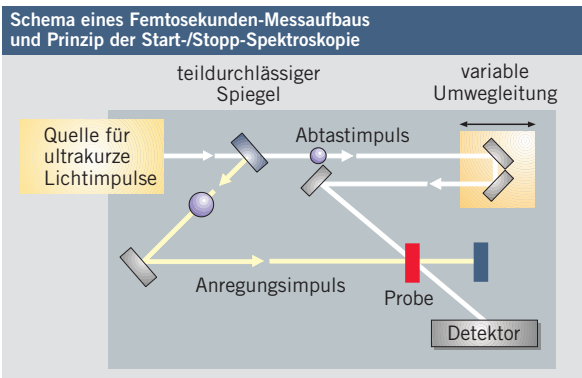 Schema eines Femtosekunden-Messaufbaus
und Prinzip der Start-/Stopp-Spektroskopie
teildurchlässiger
Spiegel
variable
Umwegleitung
Quelle für
ultrakurze
Lichtimpulse
Abtastimpuls
Anregungsimpuls
Probe
Detektor